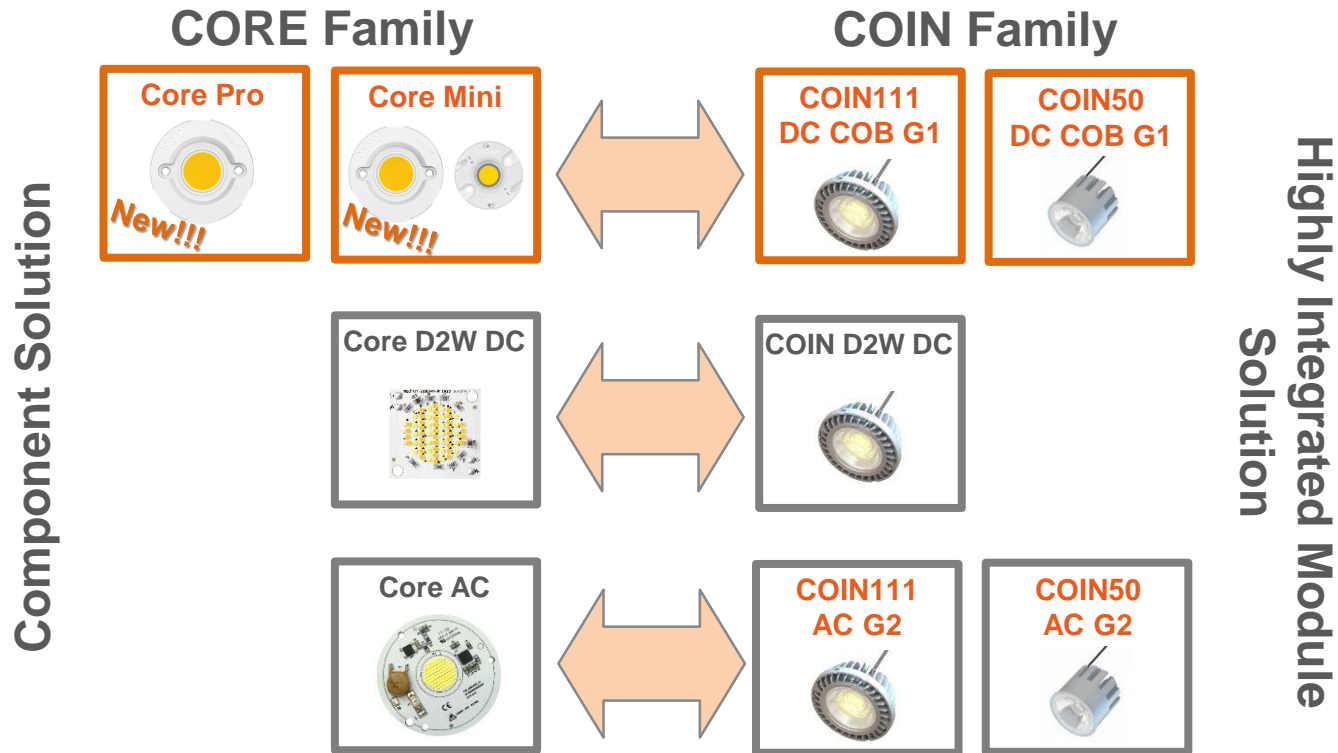 CORE Family
COIN Family
Component Solution
Core Pro
New!!!
Core Mini
New!!!
COIN111
DC COB G1
COIN50
DC COB G1
Highly Integrated Module
Solution
Core D2W DC
COIN D2W DC
Core AC
COIN111
AC G2
COIN50
AC G2